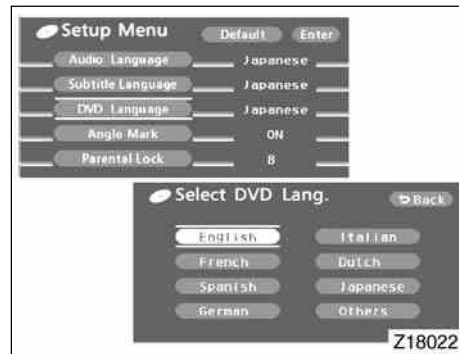 Setup Menu Default Enter
Audio Language Japanese
Subtitle Language Japanese
DVD Language Japanese
Angle Mark ON
Parental Lock 8
Select DVD Lang. Back
English Italian
French Dutch
Spanish Japanese
German Others
Z18022